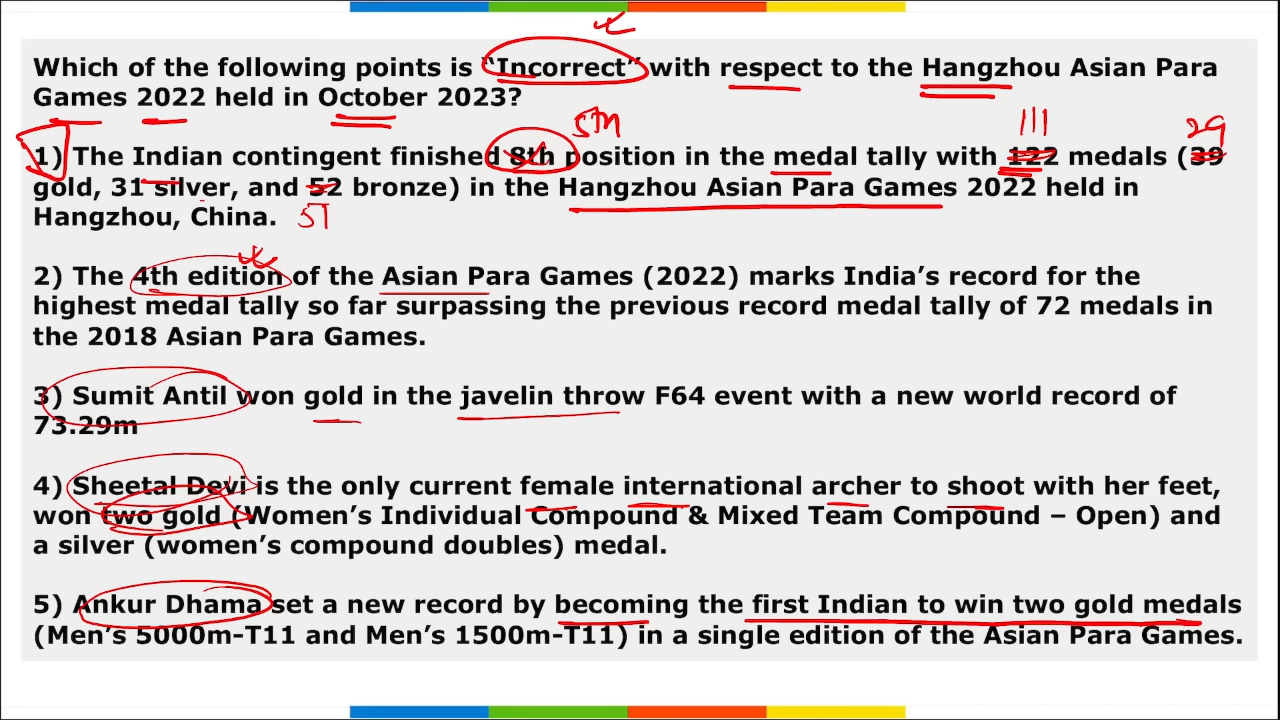 Which of the following points is “Incorrect” with respect to the Hangzhou Asian Para
Games 2022 held in October 2023?
5TH
111
29
1) The Indian contingent finished 8th position in the medal tally with 122 medals (39
gold, 31 silver, and 52 bronze) in the Hangzhou Asian Para Games 2022 held in
Hangzhou, China.
51
2) The 4th edition of the Asian Para Games (2022) marks India’s record for the
highest medal tally so far surpassing the previous record medal tally of 72 medals in
the 2018 Asian Para Games.
3) Sumit Antil won gold in the javelin throw F64 event with a new world record of
73.29m
4) Sheetal Devi is the only current female international archer to shoot with her feet,
won two gold (Women’s Individual Compound & Mixed Team Compound – Open) and
a silver (women’s compound doubles) medal.
5) Ankur Dhama set a new record by becoming the first Indian to win two gold medals
(Men’s 5000m-T11 and Men’s 1500m-T11) in a single edition of the Asian Para Games.